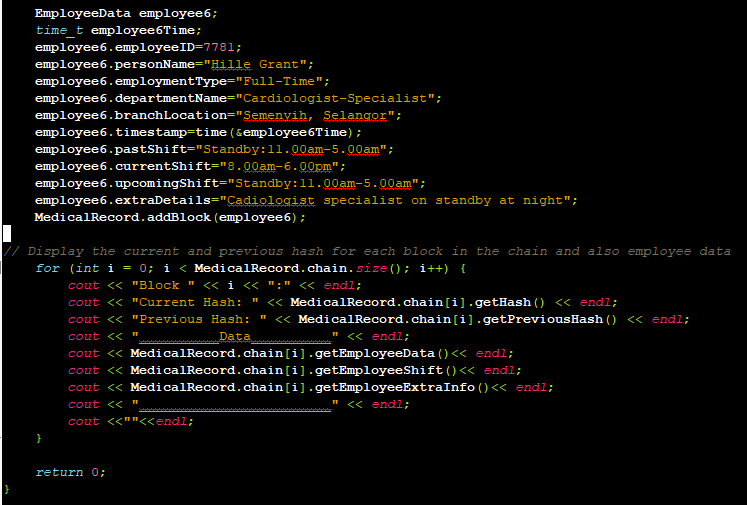 EmployeeData employee6;
time_t employee6Time;
employee6.employeeID=7781;
employee6.personName="Hille Grant";
employee6.employmentType="Full-Time";
employee6.departmentName="Cardiologist-Specialist";
employee6.branchLocation="Semenyih, Selangor";
employee6.timestamp=time(&employee6Time);
employee6.pastShift="Standby:11.00am-5.00am";
employee6.currentShift="8.00am-6.00pm";
employee6.upcomingShift="Standby:11.00am-5.00am";
employee6.extraDetails="Cadiologist specialist on standby at night";
MedicalRecord.addBlock(employee6);
// Display the current and previous hash for each block in the chain and also employee data
for (int i = 0; i < MedicalRecord.chain.size(); i++) {
cout << "Block " << i << ":" << endl;
cout << "Current Hash: " << MedicalRecord.chain[i].getHash() << endl;
cout << "Previous Hash: " << MedicalRecord.chain[i].getPreviousHash() << endl;
cout << "__________Data__________" << endl;
cout << MedicalRecord.chain[i].getEmployeeData()<< endl;
cout << MedicalRecord.chain[i].getEmployeeShift()<< endl;
cout << MedicalRecord.chain[i].getEmployeeExtraInfo()<< endl;
cout << "________________________" << endl;
cout <<""<<endl;
}
return 0;
}